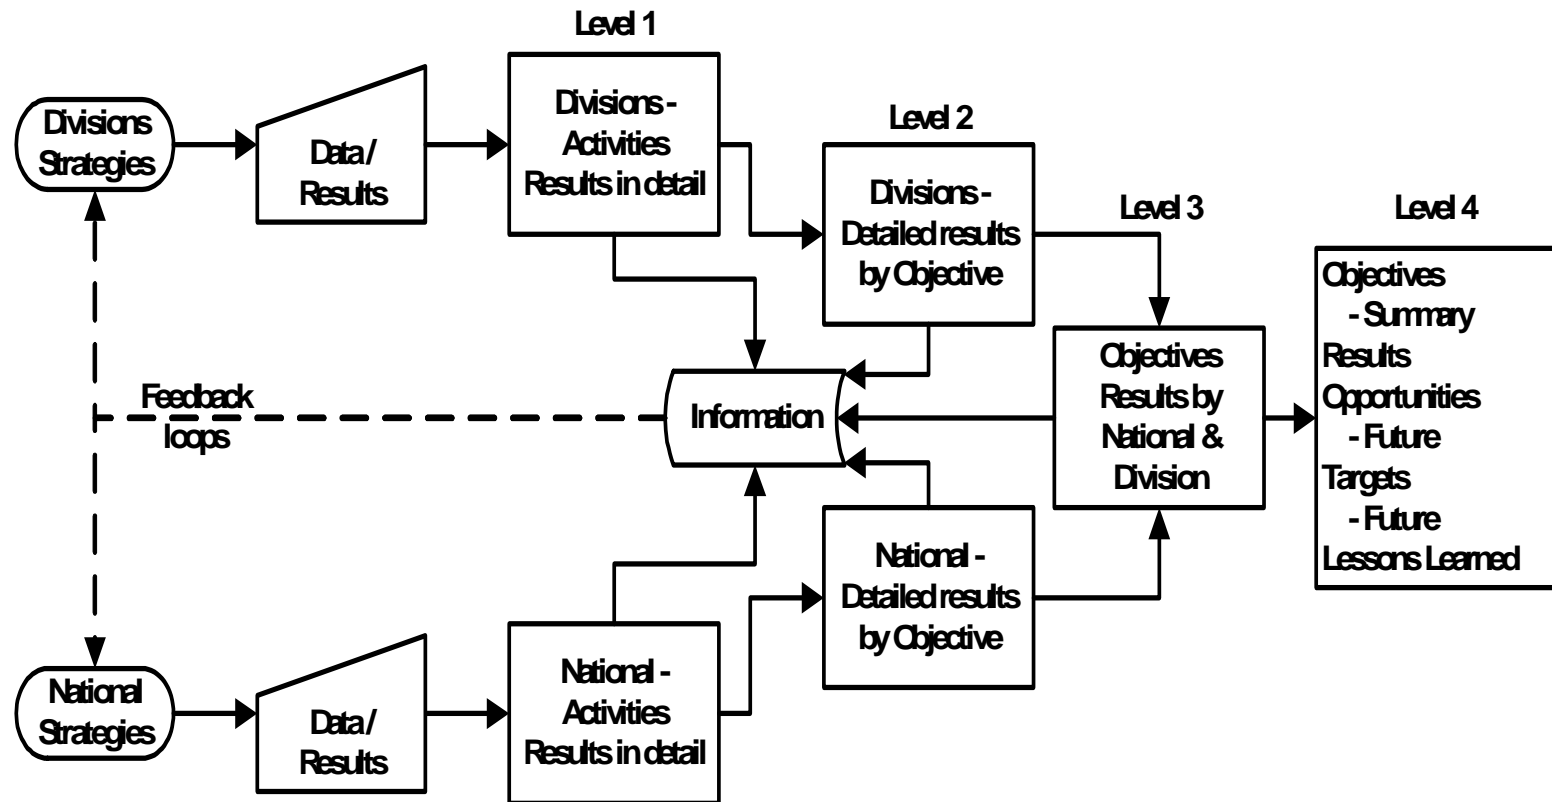 Level 1
Divisions
Strategies
Data /
Results
Divisions -
Activities
Results in detail
Level 2
Divisions -
Detailed results
by Objective
Level 3
Objectives
Results by
National &
Division
Level 4
Objectives
- Summary
Results
Opportunities
- Future
Targets
- Future
Lessons Learned
Feedback
loops
Information
National
Strategies
Data /
Results
National -
Activities
Results in detail
National -
Detailed results
by Objective